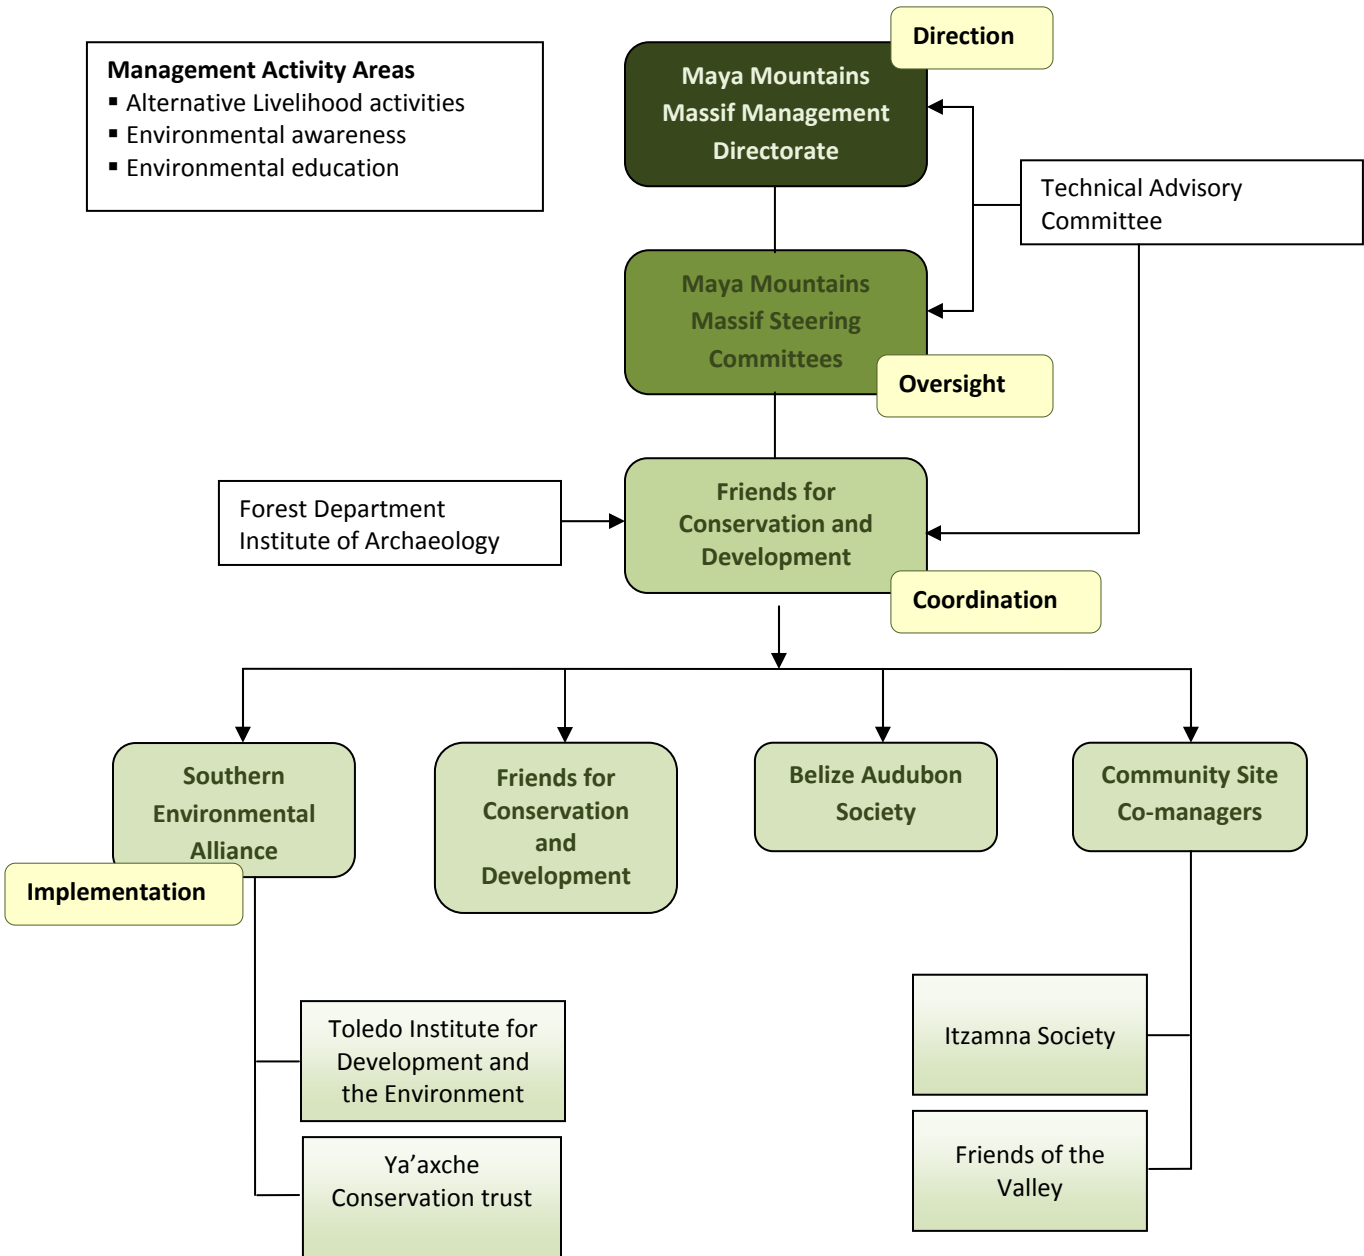 Direction
Management Activity Areas
▪ Alternative Livelihood activities
▪ Environmental awareness
▪ Environmental education
Maya Mountains
Massif Management
Directorate
Technical Advisory
Committee
Maya Mountains
Massif Steering
Committees
Oversight
Forest Department
Institute of Archaeology
Friends for
Conservation and
Development
Coordination
Southern
Environmental
Alliance
Implementation
Friends for
Conservation
and
Development
Belize Audubon
Society
Community Site
Co-managers
Toledo Institute for
Development and
the Environment
Ya’axche
Conservation trust
Itzamna Society
Friends of the
Valley